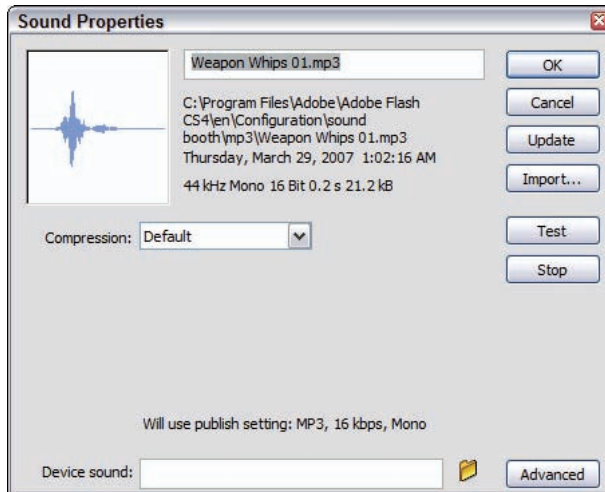 Sound Properties
Weapon Whips 01.mp3
OK
C:\Program Files\Adobe\Adobe Flash
CS4\en\Configuration\sound
booth\mp3\Weapon Whips 01.mp3
Thursday, March 29, 2007 1:02:16 AM
44 kHz Mono 16 Bit 0.2 s 21.2 kB
Cancel
Update
Import...
Compression: Default
Test
Stop
Will use publish setting: MP3, 16 kbps, Mono
Device sound:
Advanced